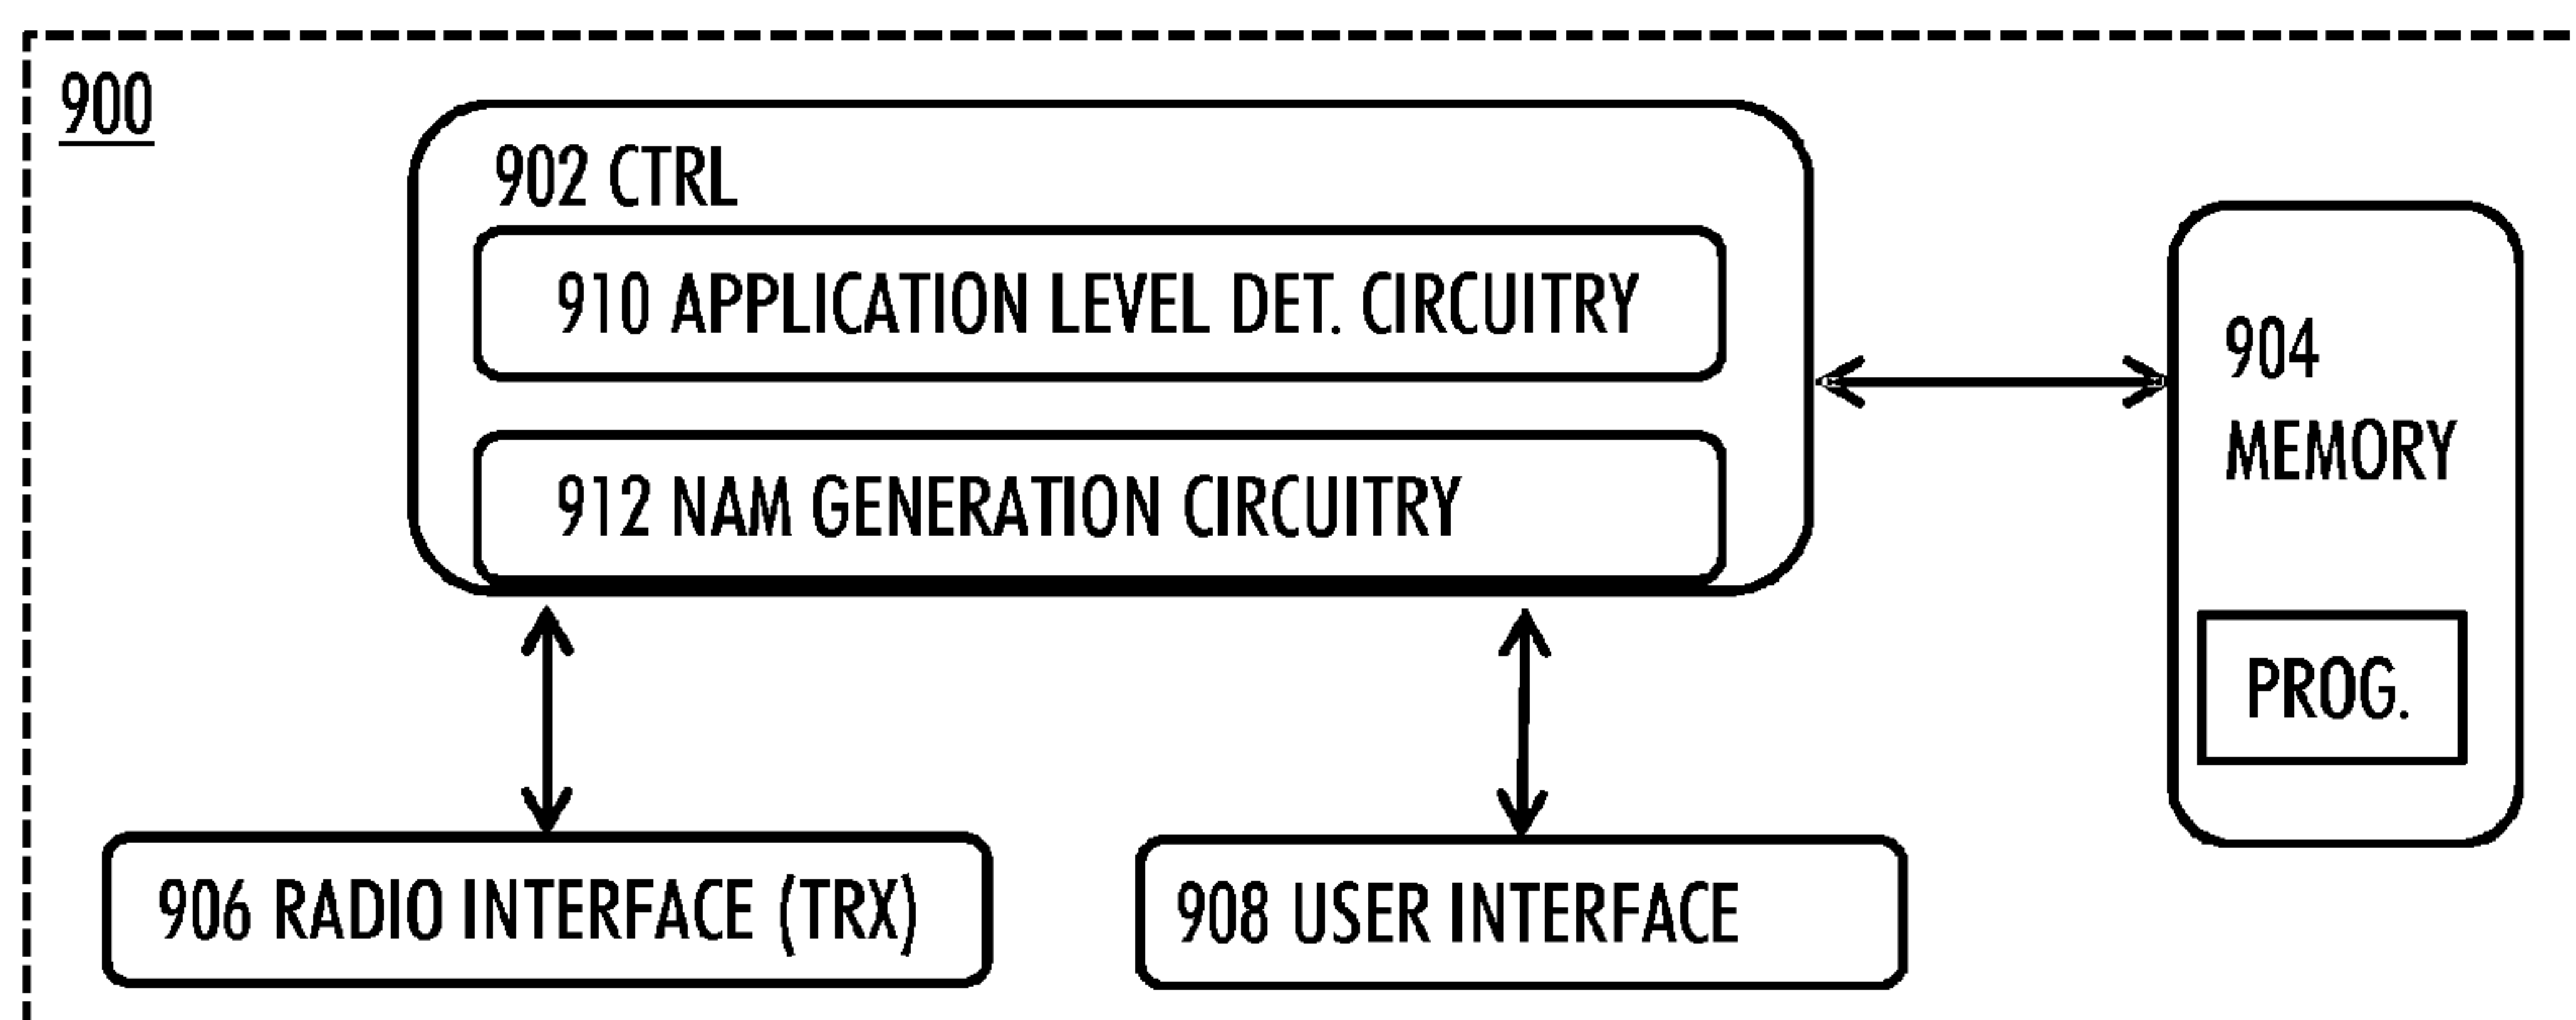 900
902 CTRL
910 APPLICATION LEVEL DET. CIRCUITRY
912 NAM GENERATION CIRCUITRY
904
MEMORY
PROG.
906 RADIO INTERFACE (TRX)
908 USER INTERFACE